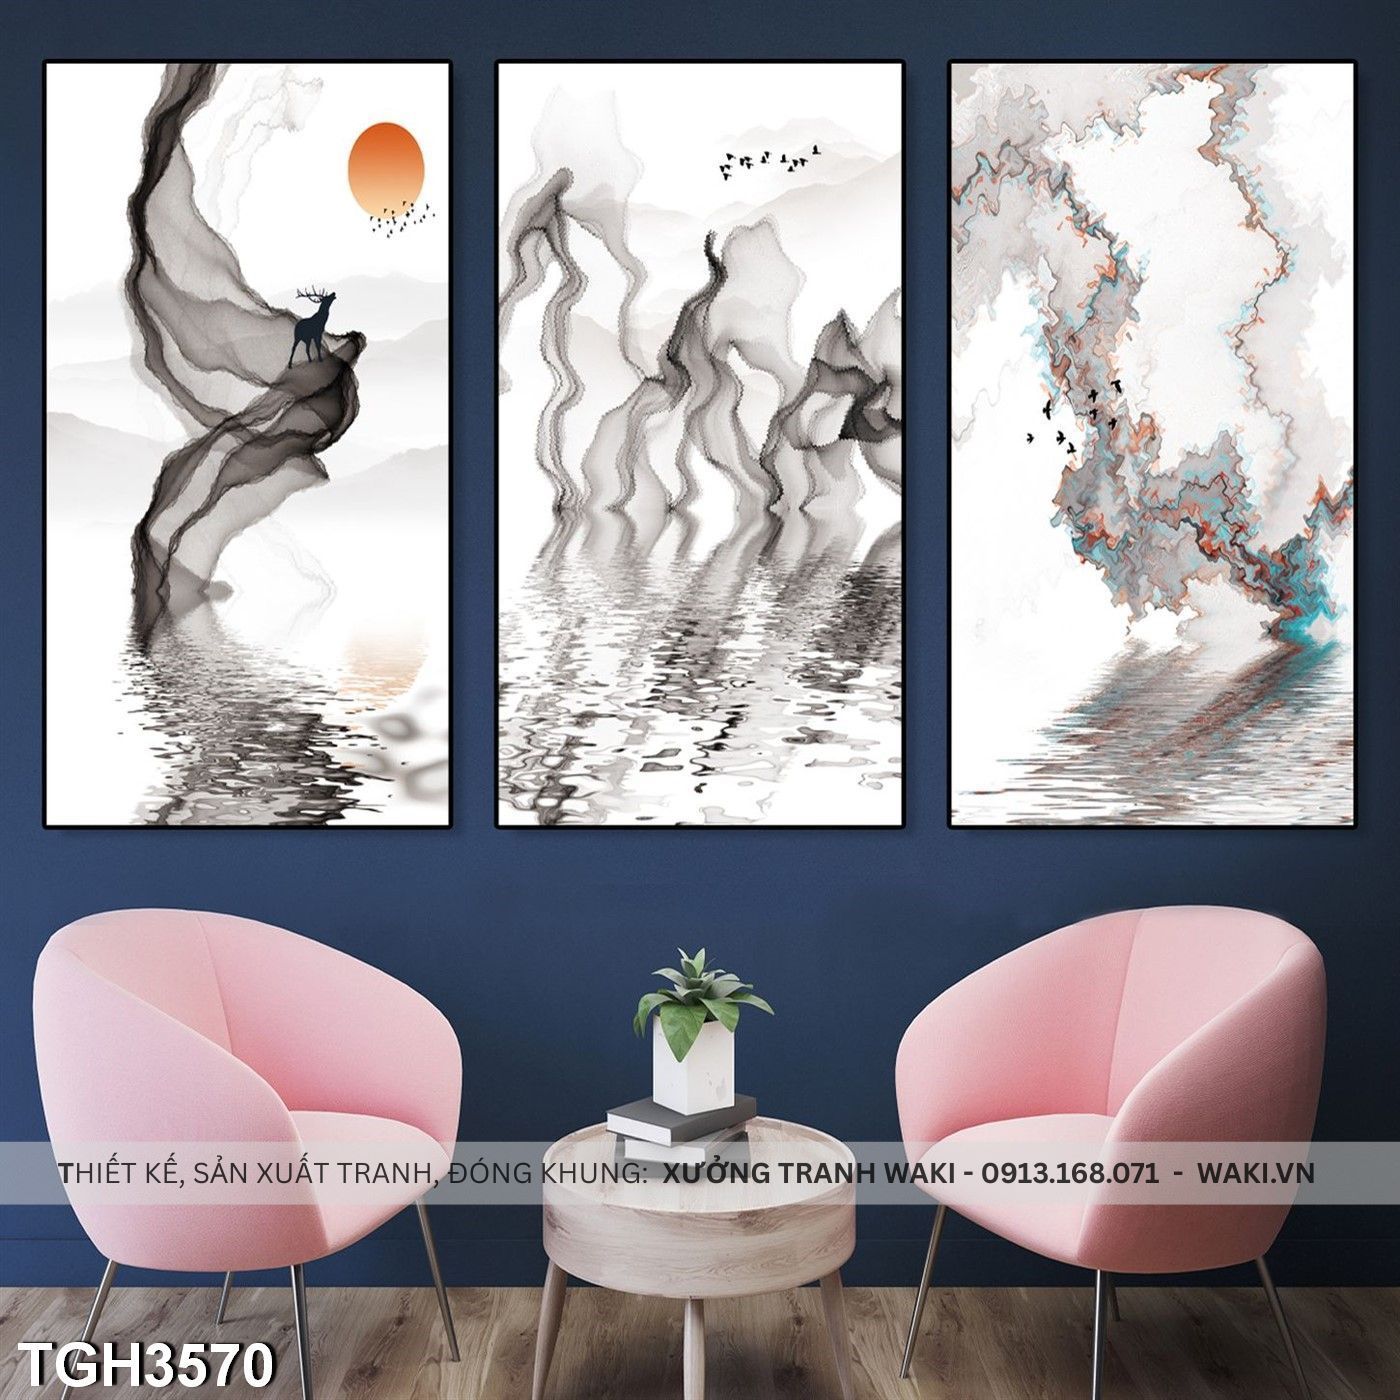 THIẾT KẾ, SẢN XUẤT TRANH, ĐÓNG KHUNG: XƯỞNG TRANH WAKI - 0913.168.071 - WAKI.VN
TGH3570